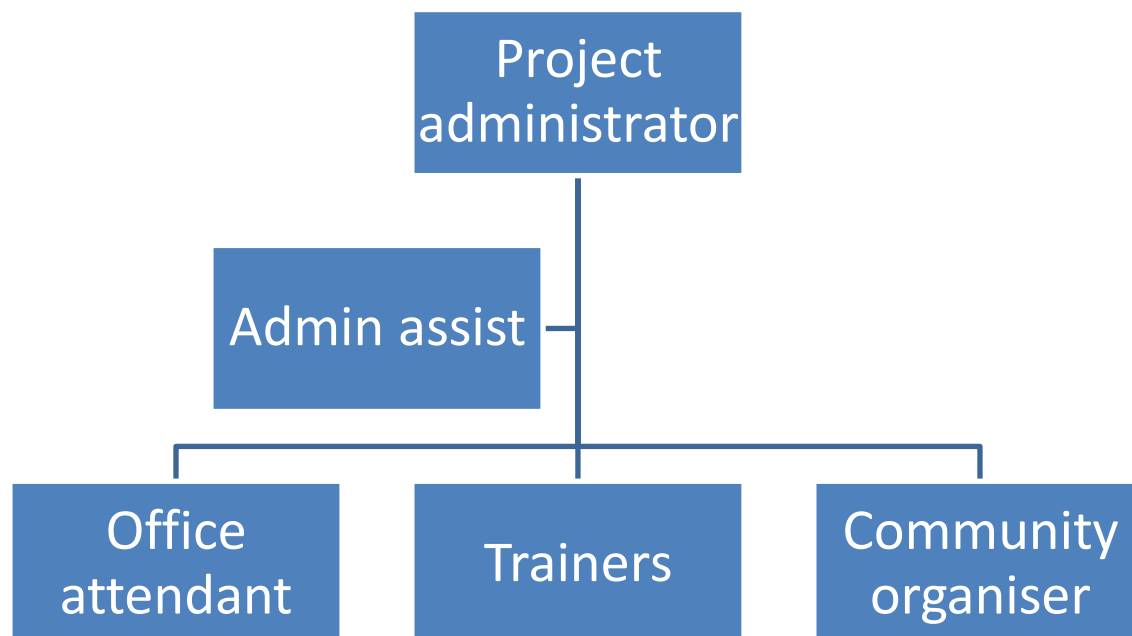 Project
administrator
Admin assist
Office
attendant
Trainers
Community
organiser